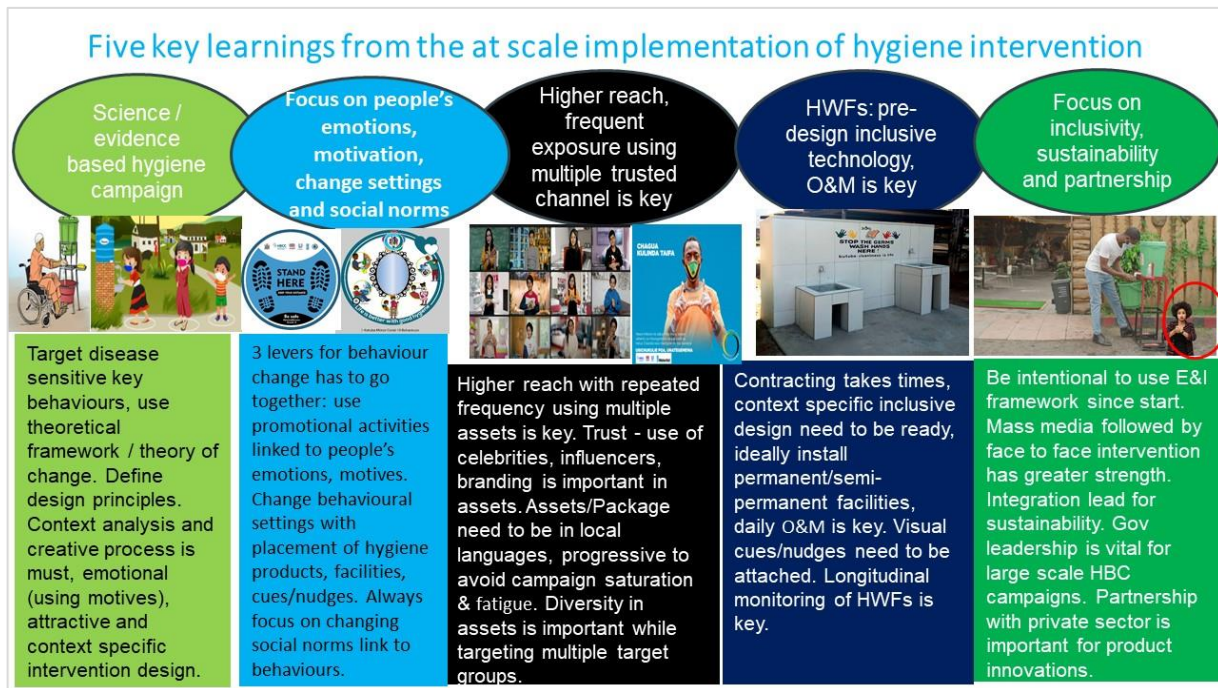 Five key learnings from the at scale implementation of hygiene intervention
Science /
evidence
based hygiene
campaign
Focus on people's
emotions,
motivation,
change settings
and social norms
Higher reach,
frequent
exposure using
multiple trusted
channel is key
HWFs: pre-
design inclusive
technology,
O&M is key
Focus on
inclusivity,
sustainability
and partnership
STAND
HERE
CHAGUA
KULINDA TAIFA
STOP THE GERMS
WASH HANDS
HERE!
Target disease
sensitive key
behaviours, use
theoretical
framework / theory of
change. Define
design principles.
Context analysis and
creative process is
must, emotional
(using motives),
attractive and
context specific
intervention design.
3 levers for behaviour
change has to go
together: use
promotional activities
linked to people's
emotions, motives.
Change behavioural
settings with
placement of hygiene
products, facilities,
cues/nudges. Always
focus on changing
social norms link to
behaviours.
Higher reach with repeated
frequency using multiple
assets is key. Trust - use of
celebrities, influencers,
branding is important in
assets. Assets/Package
need to be in local
languages, progressive to
avoid campaign saturation
& fatigue. Diversity in
assets is important while
targeting multiple target
groups.
Contracting takes times,
context specific inclusive
design need to be ready,
ideally install
permanent/semi-
permanent facilities,
daily O&M is key. Visual
cues/nudges need to be
attached. Longitudinal
monitoring of HWFs is
key.
Be intentional to use E&I
framework since start.
Mass media followed by
face to face intervention
has greater strength.
Integration lead for
sustainability. Gov
leadership is vital for
large scale HBC
campaigns. Partnership
with private sector is
important for product
innovations.